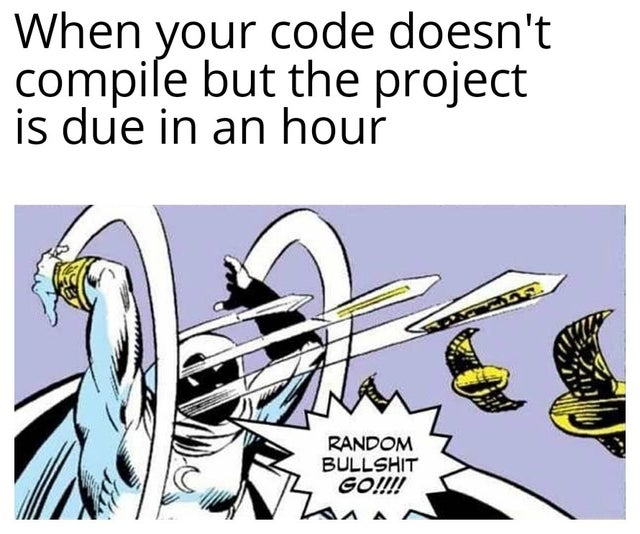 When your code doesn't
compile but the project
is due in an hour
RANDOM
BULLSHIT
GO!!!!